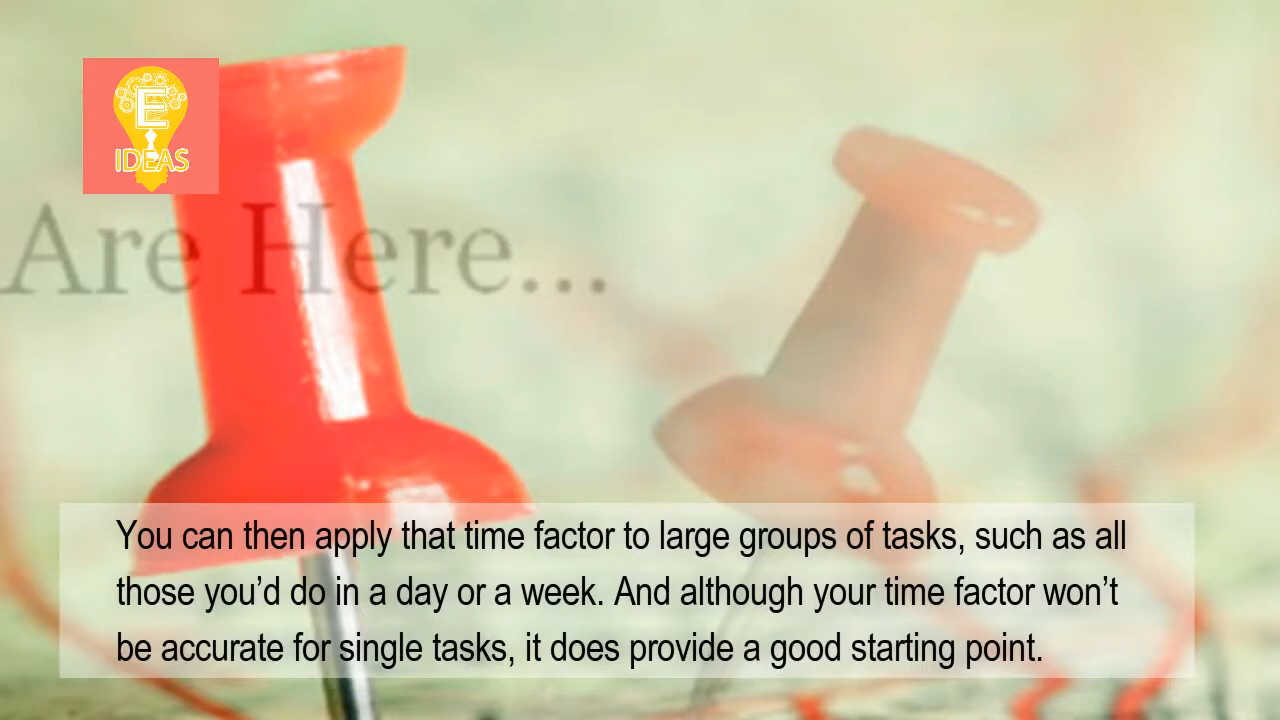 E
IDEAS
Are Here...
You can then apply that time factor to large groups of tasks, such as all
those you’d do in a day or a week. And although your time factor won’t
be accurate for single tasks, it does provide a good starting point.